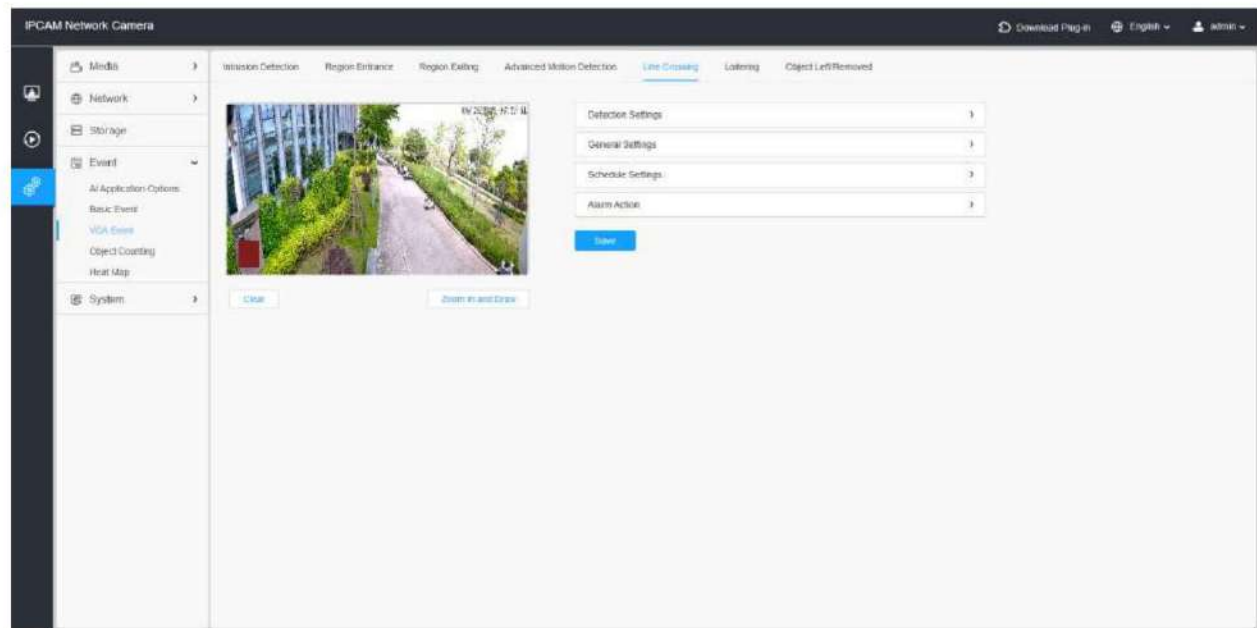 IPCAM Network Camera
Download Plug-in
English
admin
Media
Network
Storage
Event
AI Application Options
Basic Event
VCA Event
Object Counting
Heat Map
System
Intrusion Detection
Region Entrance
Region Exiting
Advanced Motion Detection
Line Crossing
Loitering
Object Left/Removed
Detection Settings
General Settings
Schedule Settings
Alarm Action
Save
Clear
Zoom In and Draw